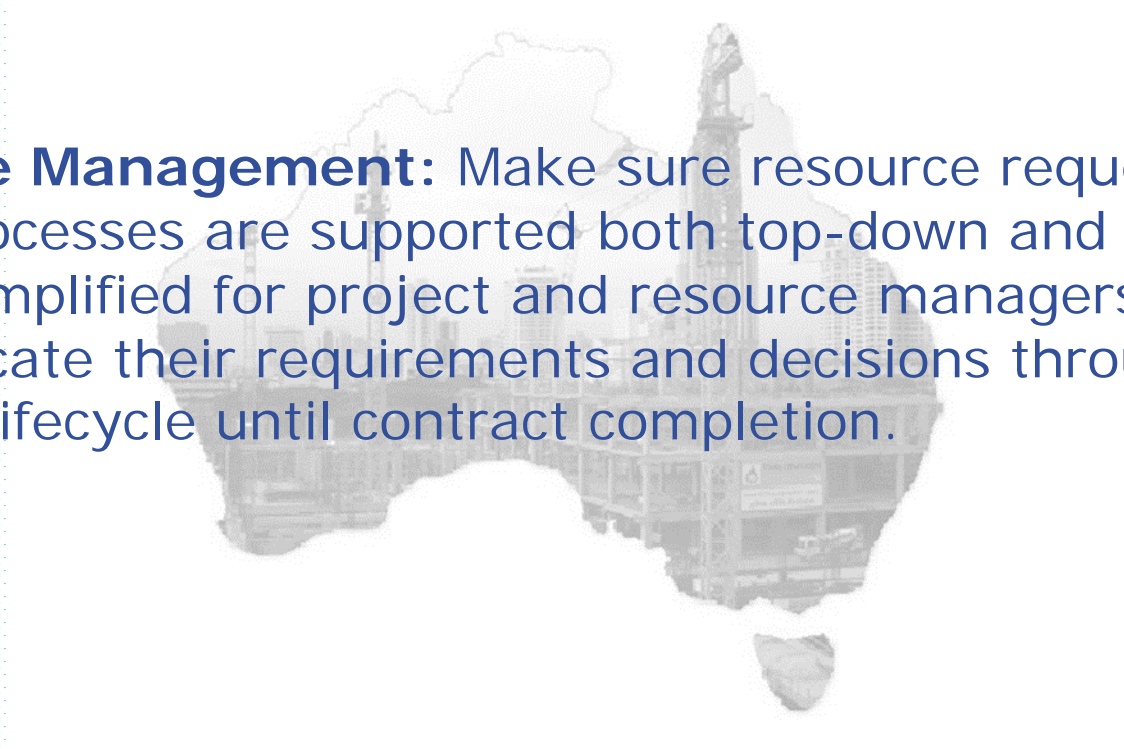 e Management: Make sure resource reque
ocesses are supported both top-down and
mplified for project and resource managers
cate their requirements and decisions throu
lifecycle until contract completion.